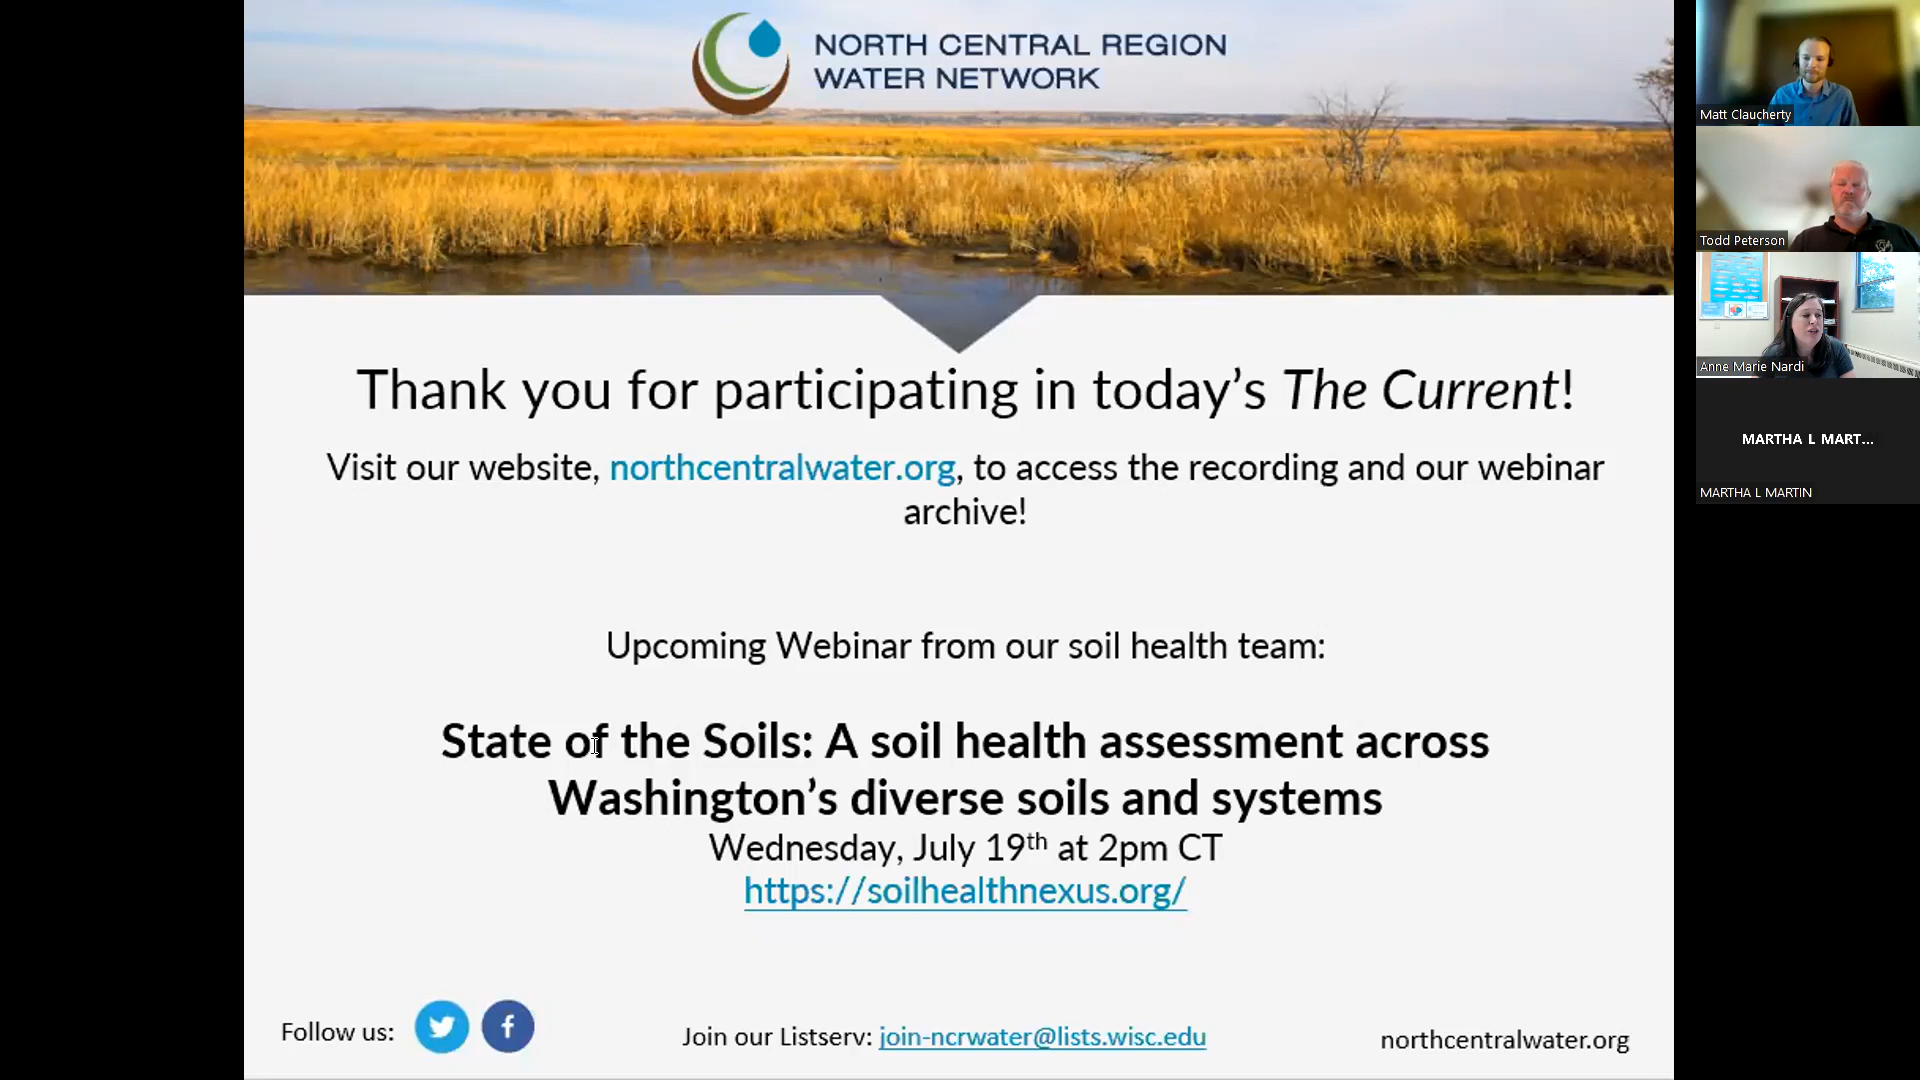 NORTH CENTRAL REGION
WATER NETWORK
Thank you for participating in today's The Current!
Visit our website, northcentralwater.org, to access the recording and our webinar
archive!
Upcoming Webinar from our soil health team:
State of the Soils: A soil health assessment across
Washington's diverse soils and systems
Wednesday, July 19th at 2pm CT
https://soilhealthnexus.org/
Follow us:
Join our Listserv: join-ncrwater@lists.wisc.edu
northcentralwater.org
Matt Claucherty
Todd Peterson
Anne Marie Nardi
MARTHA L MART...
MARTHA L MARTIN